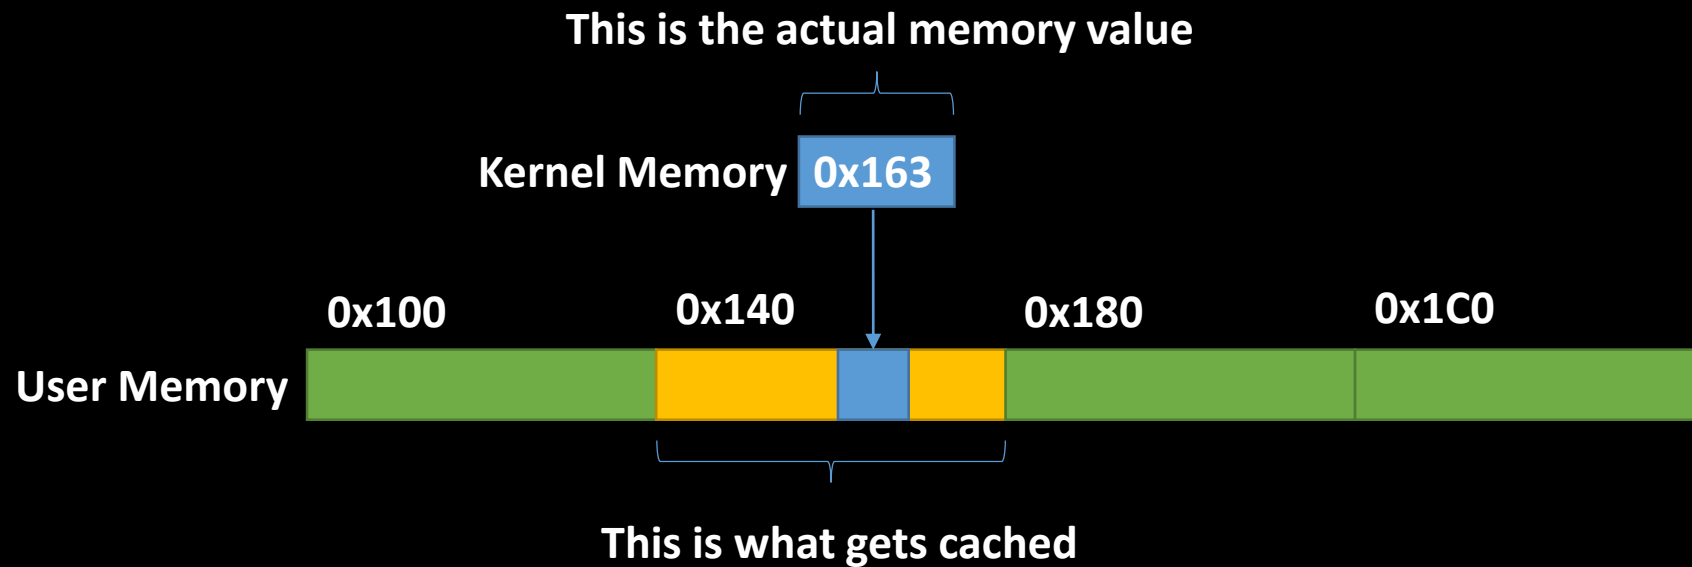 This is the actual memory value
Kernel Memory 0x163
0x100 0x140 0x180 0x1C0
User Memory
This is what gets cached